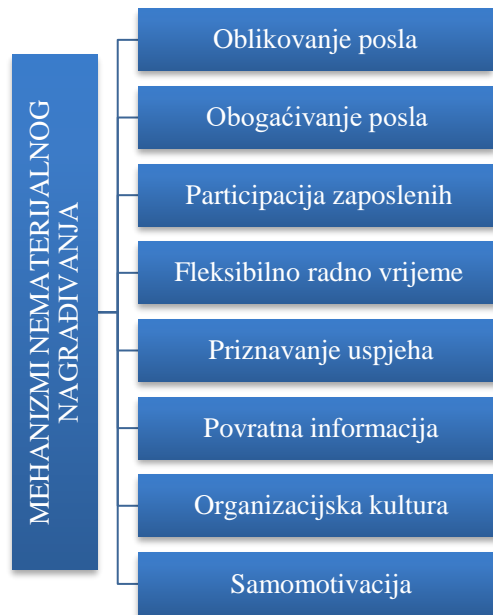 MEHANIZMI NEMATERIJALNOG
NAGRAĐIVANJA
Oblikovanje posla
Obogaćivanje posla
Participacija zaposlenih
Fleksibilno radno vrijeme
Priznavanje uspjeha
Povratna informacija
Organizacijska kultura
Samomotivacija